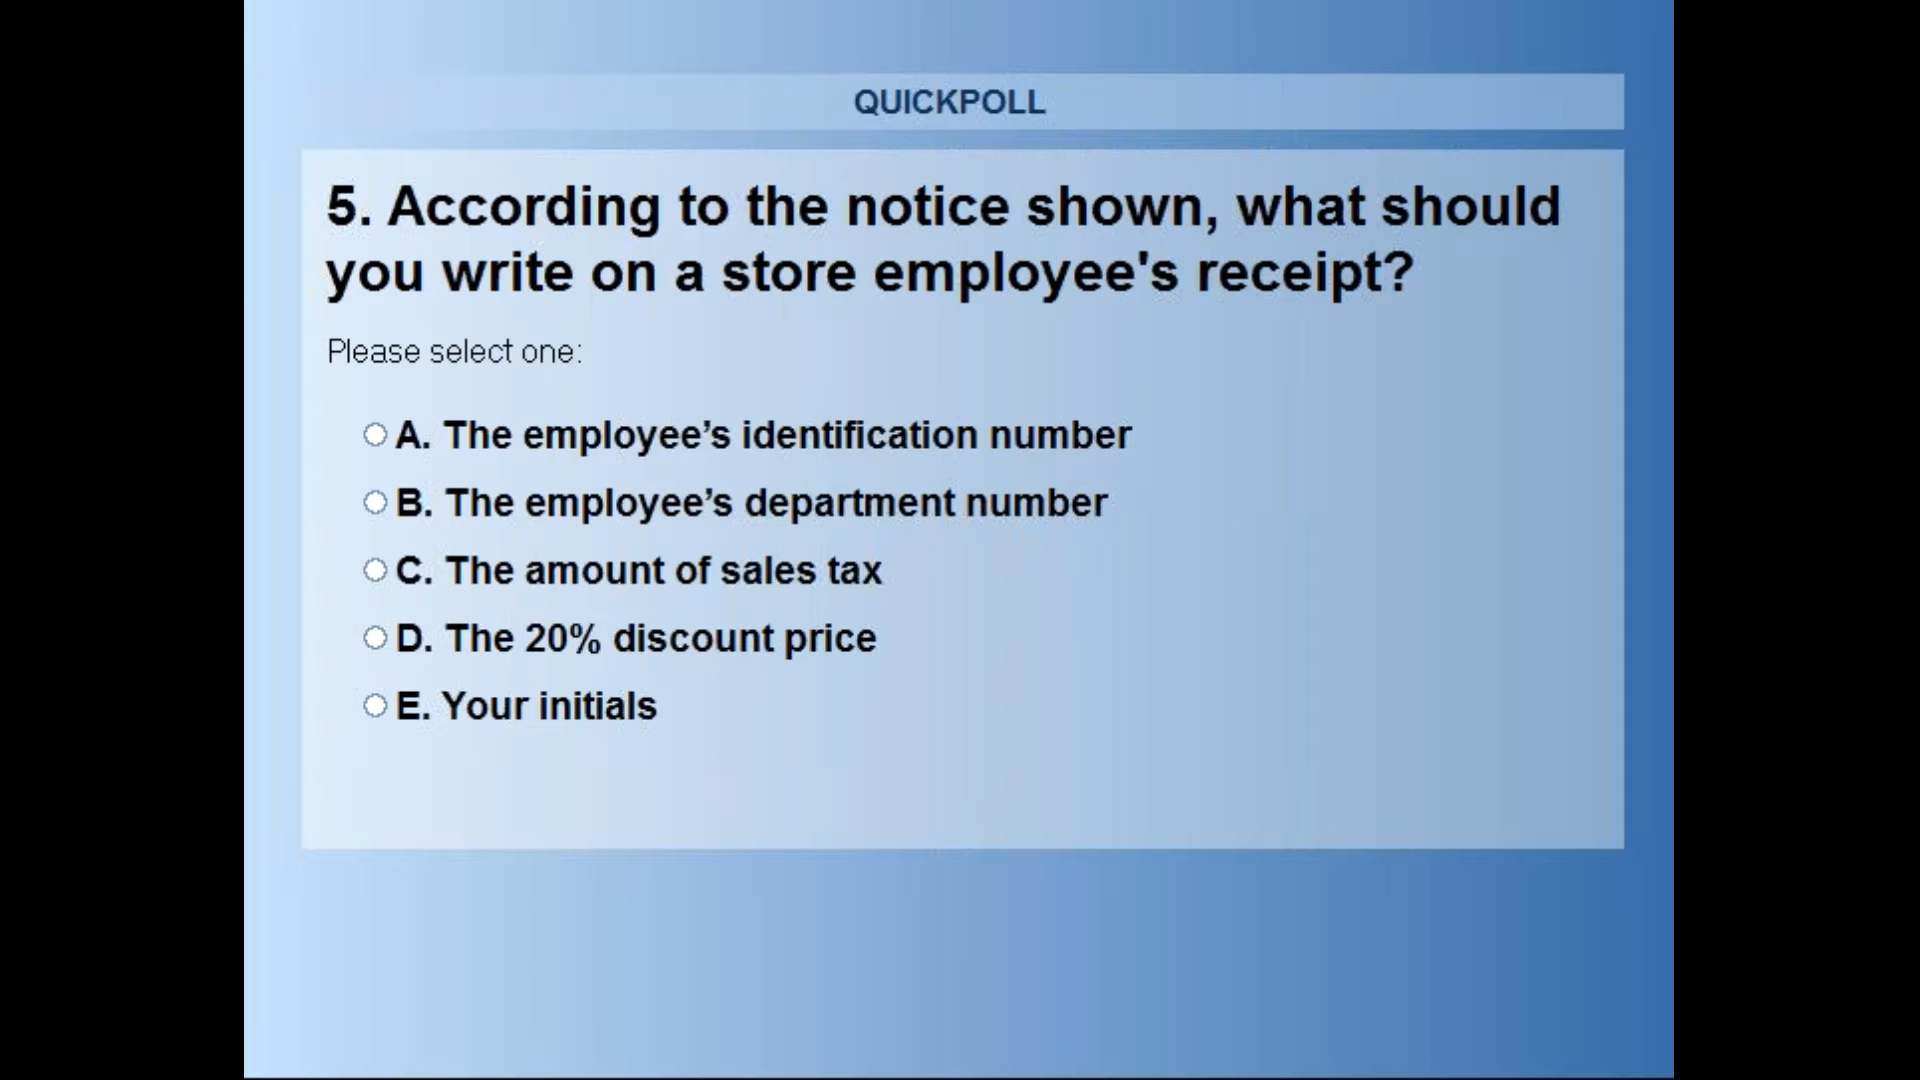 QUICKPOLL
5. According to the notice shown, what should
you write on a store employee's receipt?
Please select one:
A. The employee’s identification number
B. The employee’s department number
C. The amount of sales tax
D. The 20% discount price
E. Your initials